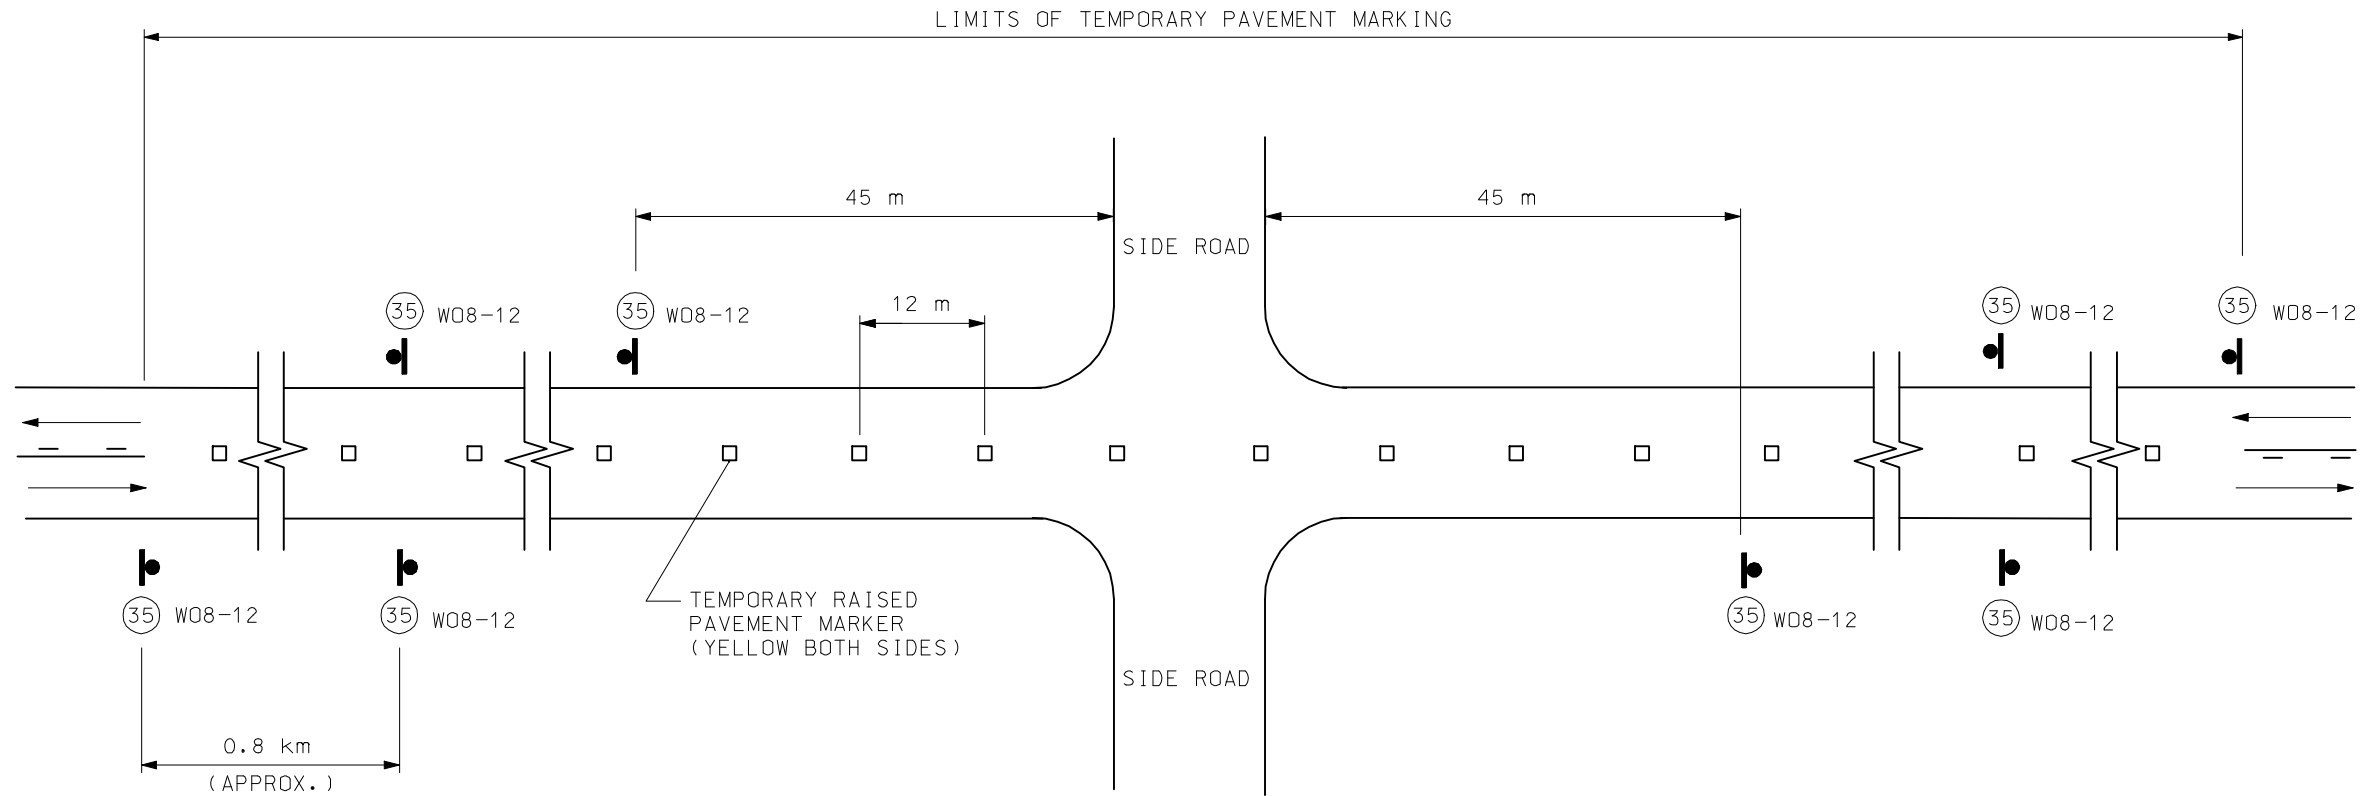 LIMITS OF TEMPORARY PAVEMENT MARKING
45 m
45 m
SIDE ROAD
12 m
35 WO8-12
35 WO8-12
35 WO8-12
35 WO8-12
TEMPORARY RAISED
PAVEMENT MARKER
(YELLOW BOTH SIDES)
35 WO8-12
35 WO8-12
35 WO8-12
35 WO8-12
SIDE ROAD
0.8 km
(APPROX.)